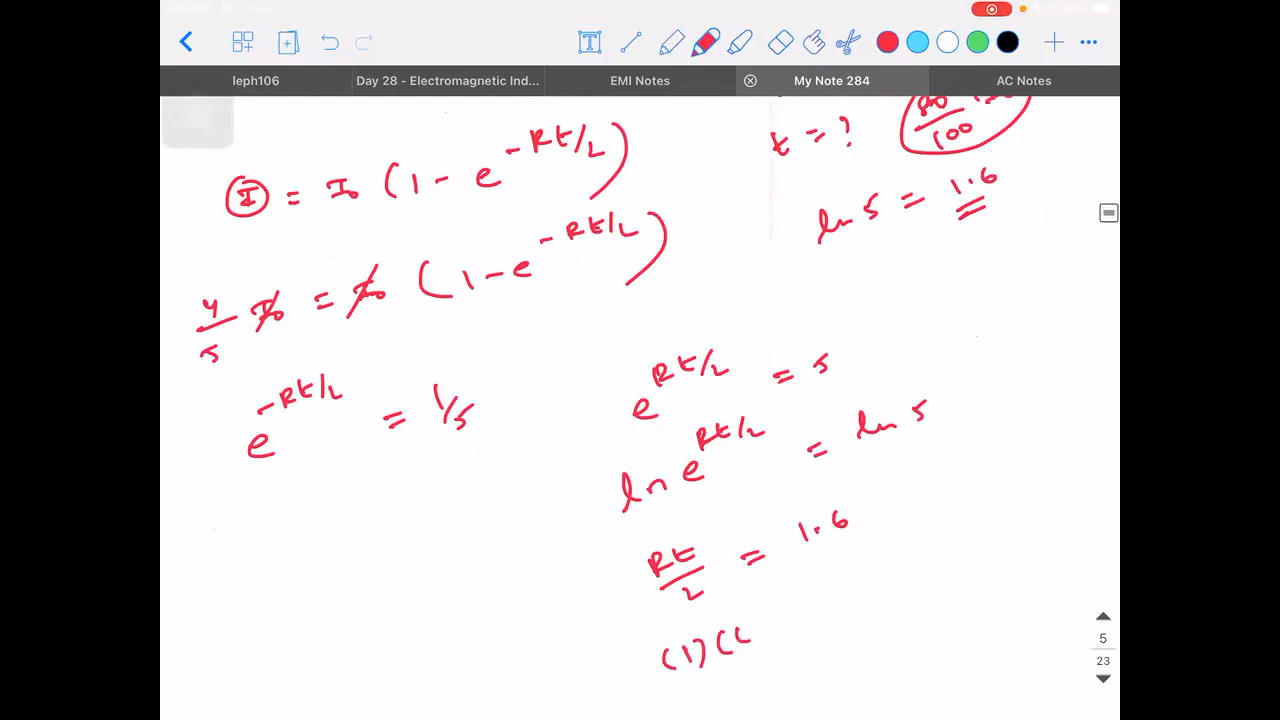 leph106
Day 28 - Electromagnetic Ind...
EMI Notes
My Note 284
AC Notes
100
t = ?
I = I₀ (1 - e^-Rt/L)
ln 5 = 1.6
4/5 I₀ = I₀ (1 - e^-Rt/L)
e^-Rt/L = 1/5
e^Rt/L = 5
ln e^Rt/L = ln 5
Rt/L = 1.6
(1)(
5
23